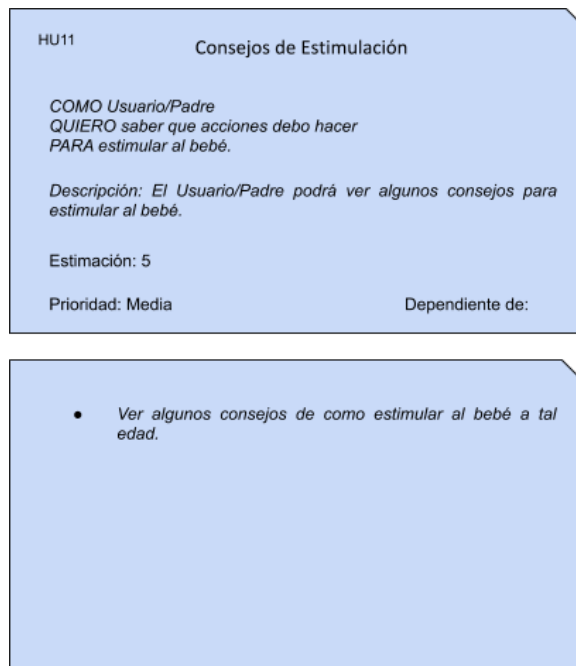 HU11
Consejos de Estimulación
COMO Usuario/Padre
QUIERO saber que acciones debo hacer
PARA estimular al bebé.
Descripción: El Usuario/Padre podrá ver algunos consejos para
estimular al bebé.
Estimación: 5
Prioridad: Media
Dependiente de:
● Ver algunos consejos de como estimular al bebé a tal
edad.